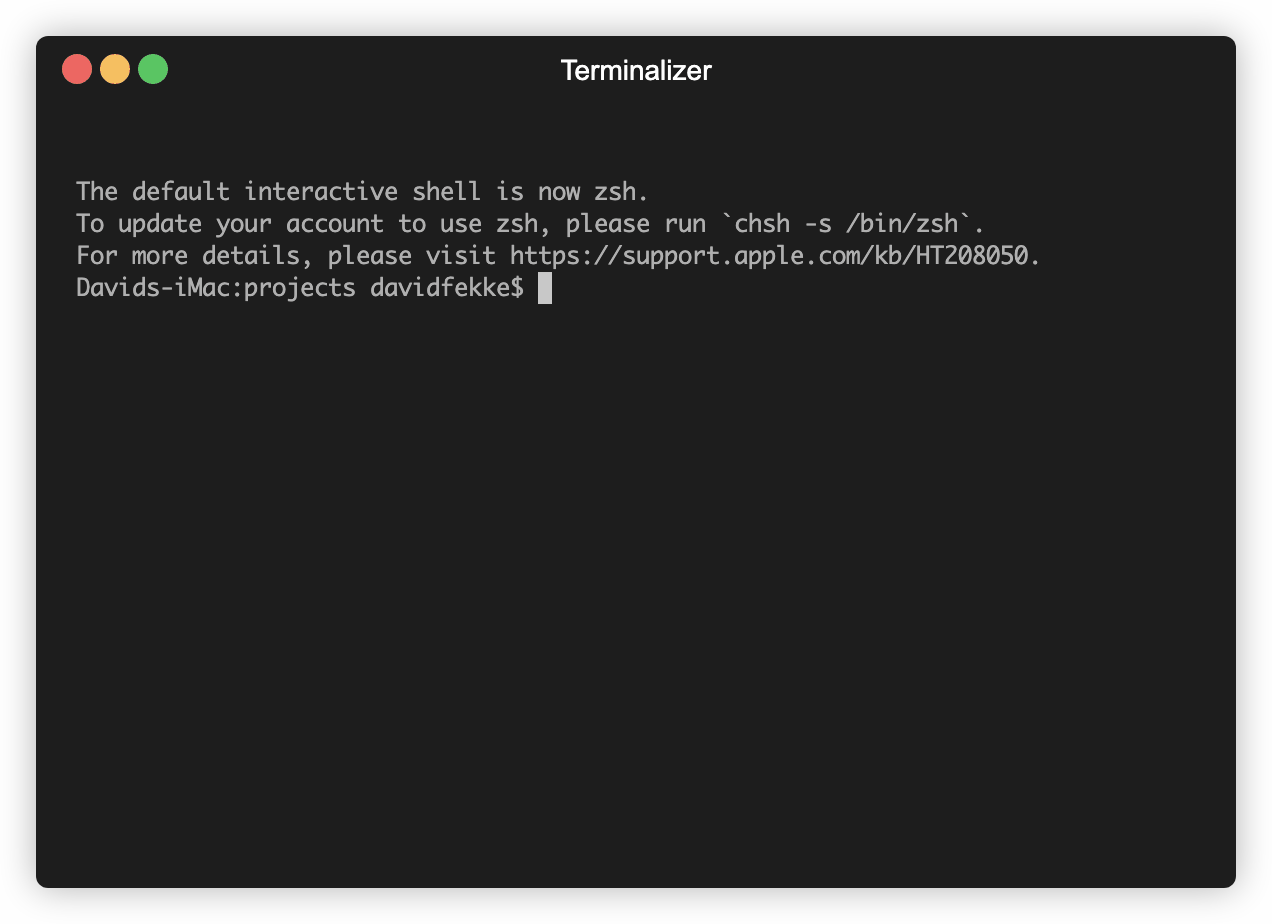 Terminalizer
The default interactive shell is now zsh.
To update your account to use zsh, please run `chsh -s /bin/zsh`.
For more details, please visit https://support.apple.com/kb/HT208050.
Davids-iMac:projects davidfekke$